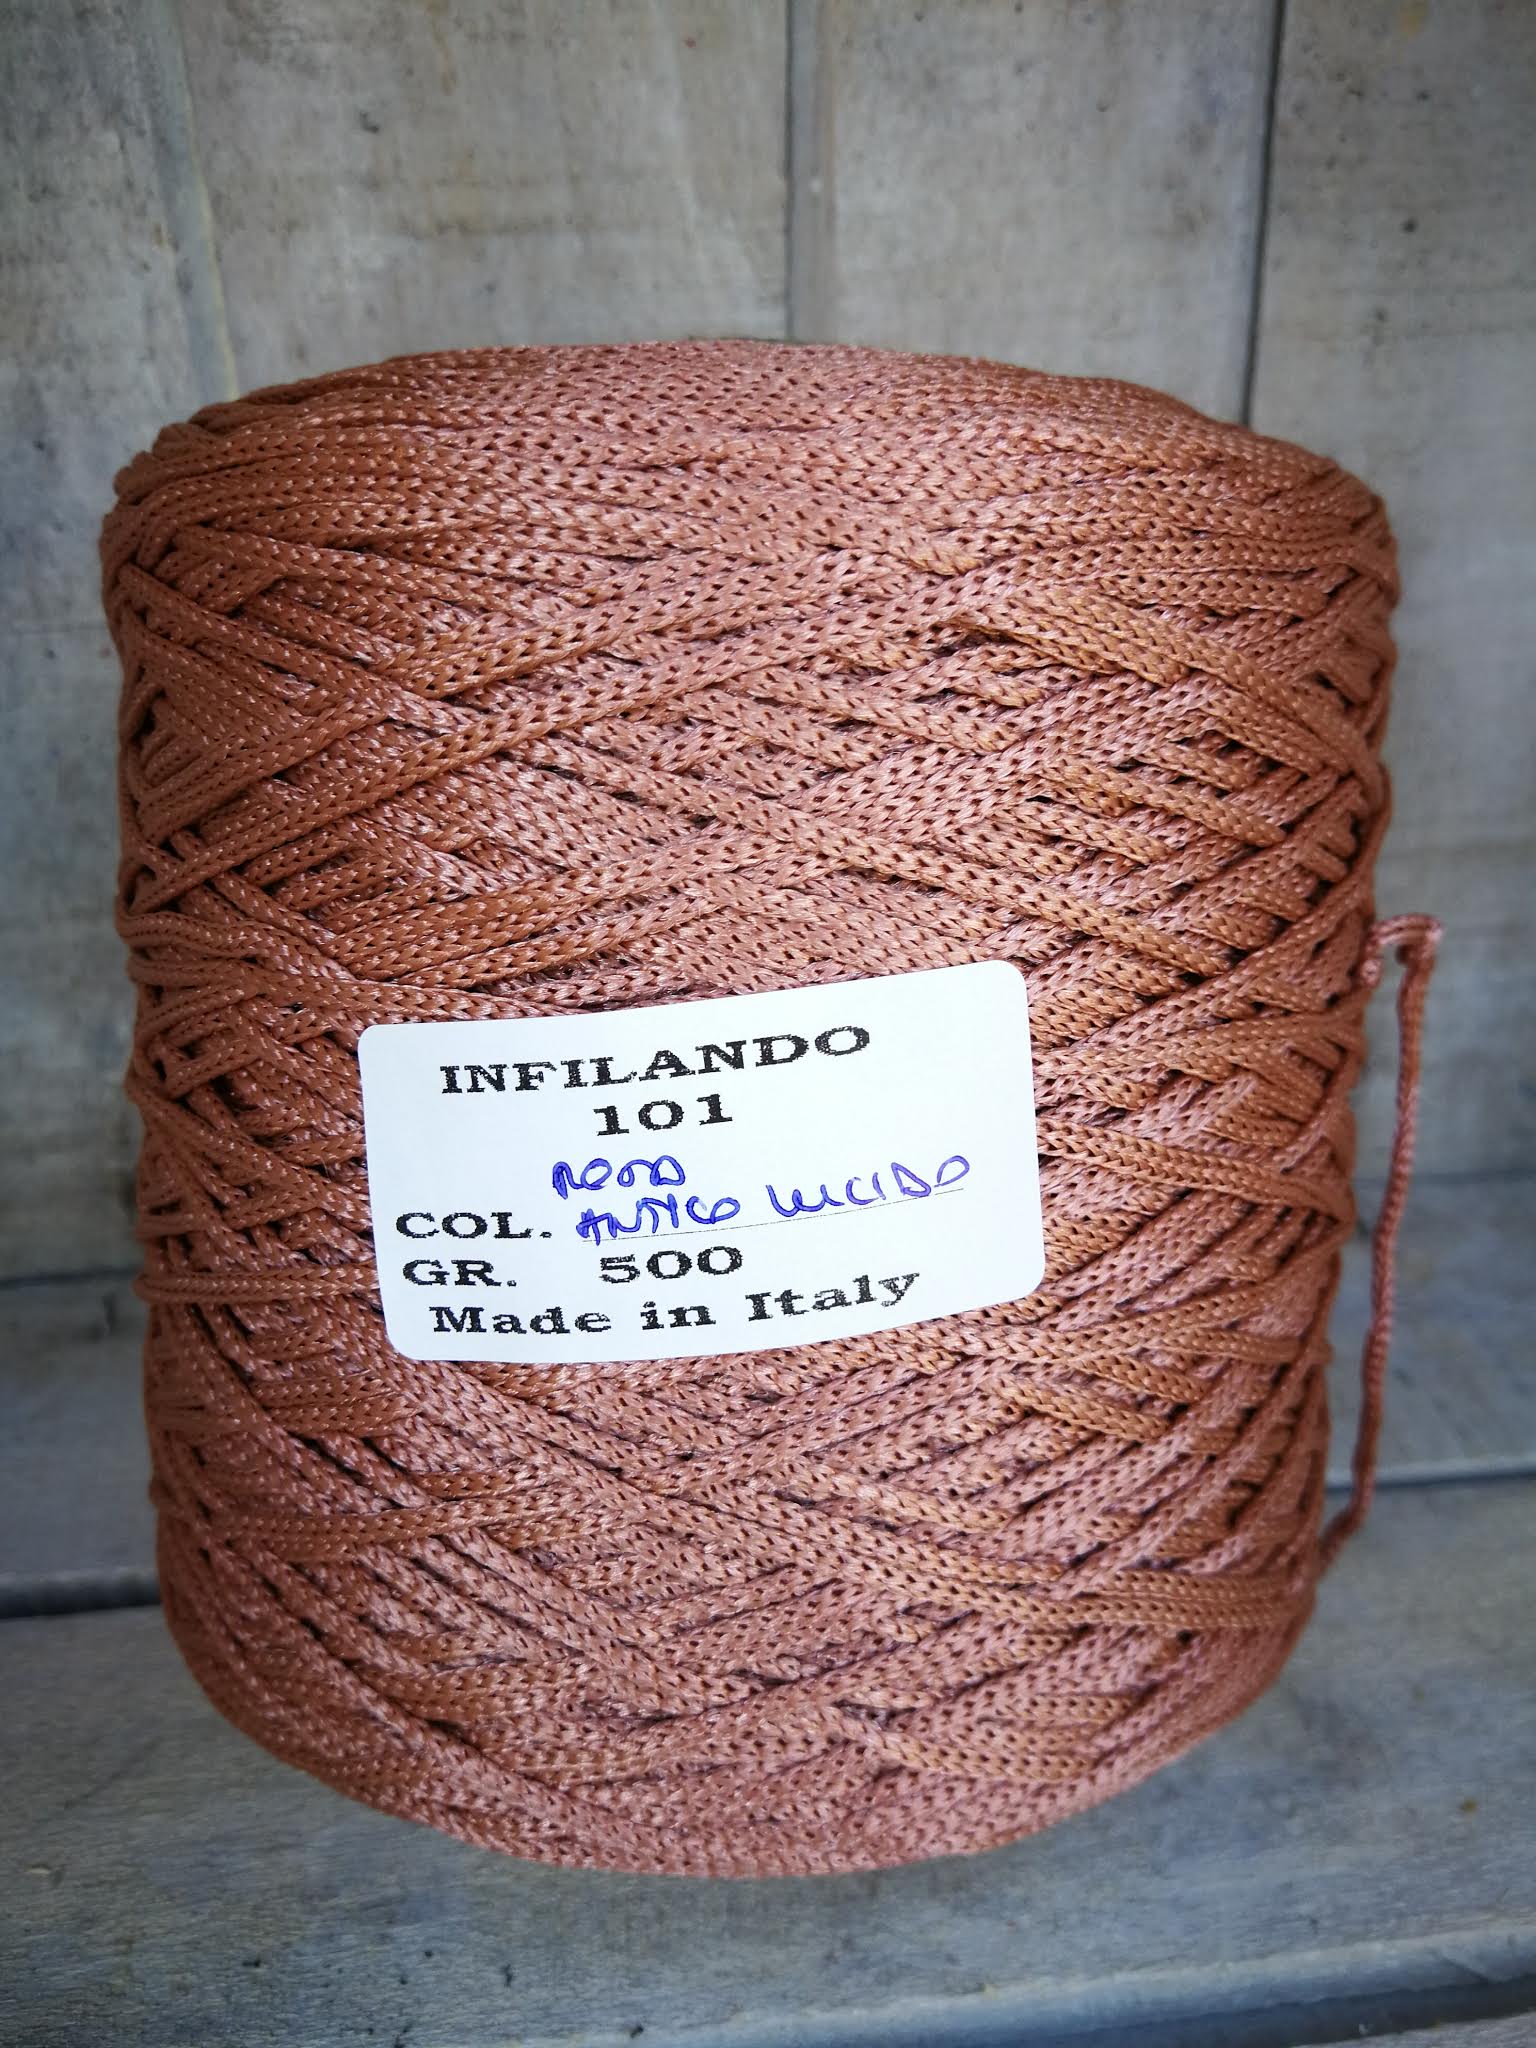 INFILANDO
101
ROSA
COL. ANTICO LUCIDO
GR. 500
Made in Italy